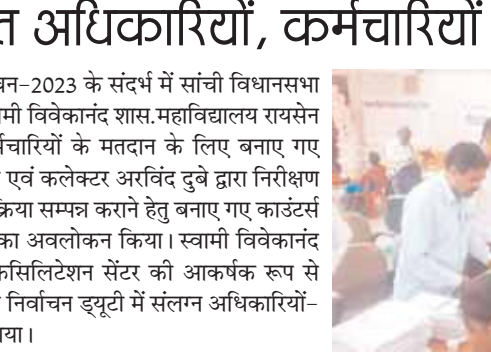 त अधिकारियों, कर्मचारियों
वन-2023 के संदर्भ में सांची विधानसभा
मी विवेकानंद शास.महाविद्यालय रायसेन
र्मचारियों के मतदान के लिए बनाए गए
एवं कलेक्टर अरविंद दुबे द्वारा निरीक्षण
क्रिया सम्पन्न कराने हेतु बनाए गए काउंटर्स
का अवलोकन किया। स्वामी विवेकानंद
सिलिटेशन सेंटर की आकर्षक रूप से
निर्वाचन ड्यूटी में संलग्न अधिकारियों-
या।